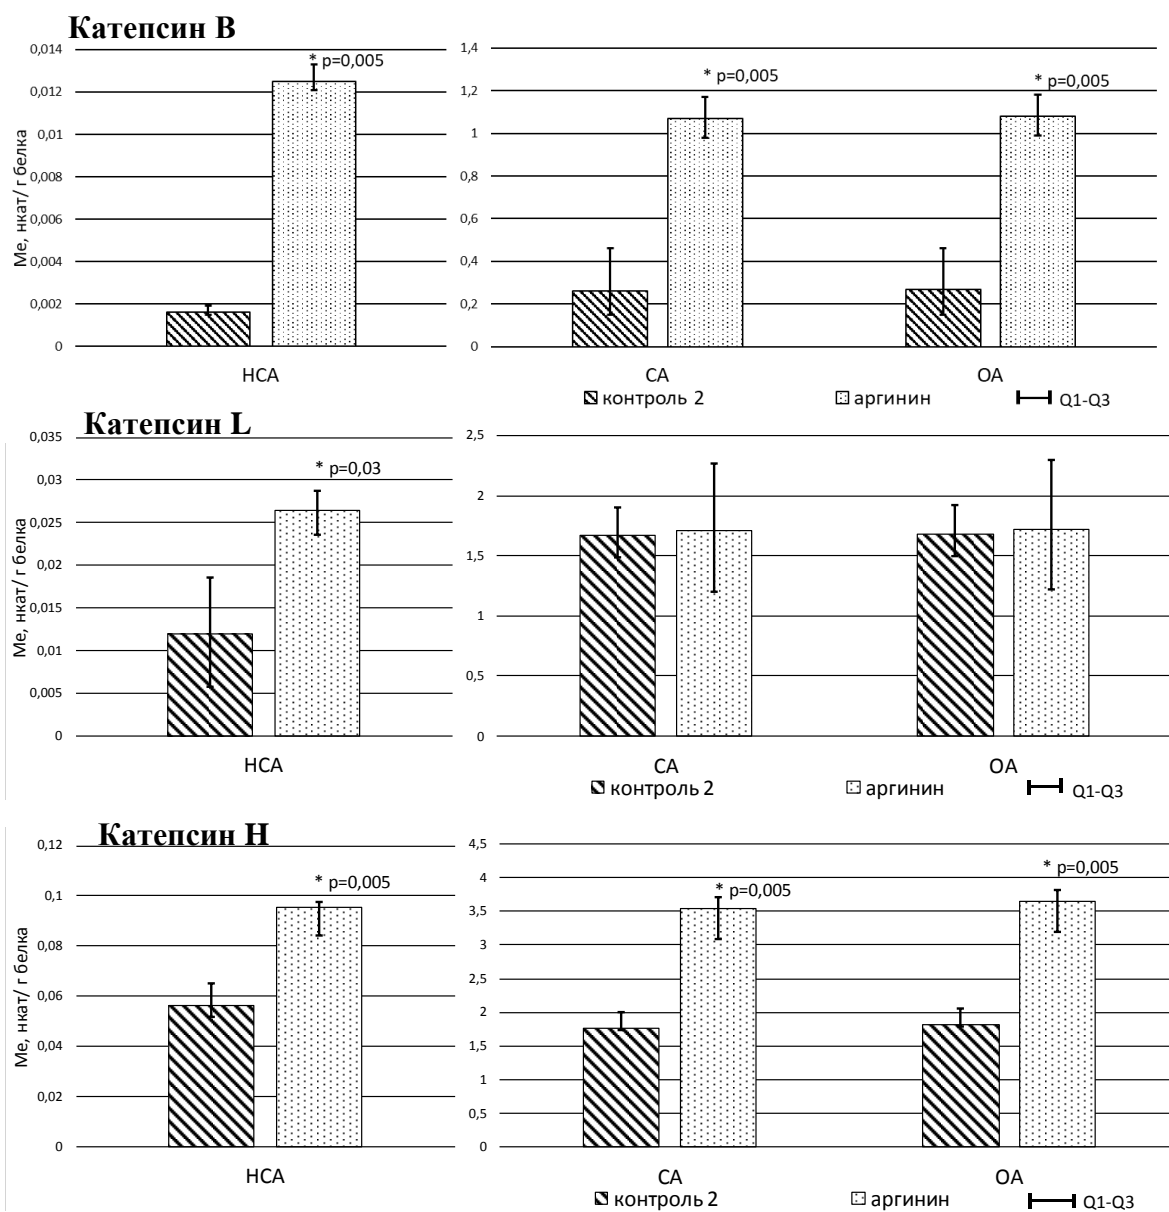 Катепсин B
Ме, нкат/ г белка
0,014
0,012
0,01
0,008
0,006
0,004
0,002
0
* p=0,005
НСА
1,4
1,2
1
0,8
0,6
0,4
0,2
0
* p=0,005
* p=0,005
СА
ОА
контроль 2
аргинин
Q1-Q3
Катепсин L
Ме, нкат/ г белка
0,035
0,03
0,025
0,02
0,015
0,01
0,005
0
* p=0,03
НСА
2,5
2
1,5
1
0,5
0
СА
ОА
контроль 2
аргинин
Q1-Q3
Катепсин H
Ме, нкат/ г белка
0,12
0,1
0,08
0,06
0,04
0,02
0
* p=0,005
НСА
4,5
4
3,5
3
2,5
2
1,5
1
0,5
0
* p=0,005
* p=0,005
СА
ОА
контроль 2
аргинин
Q1-Q3